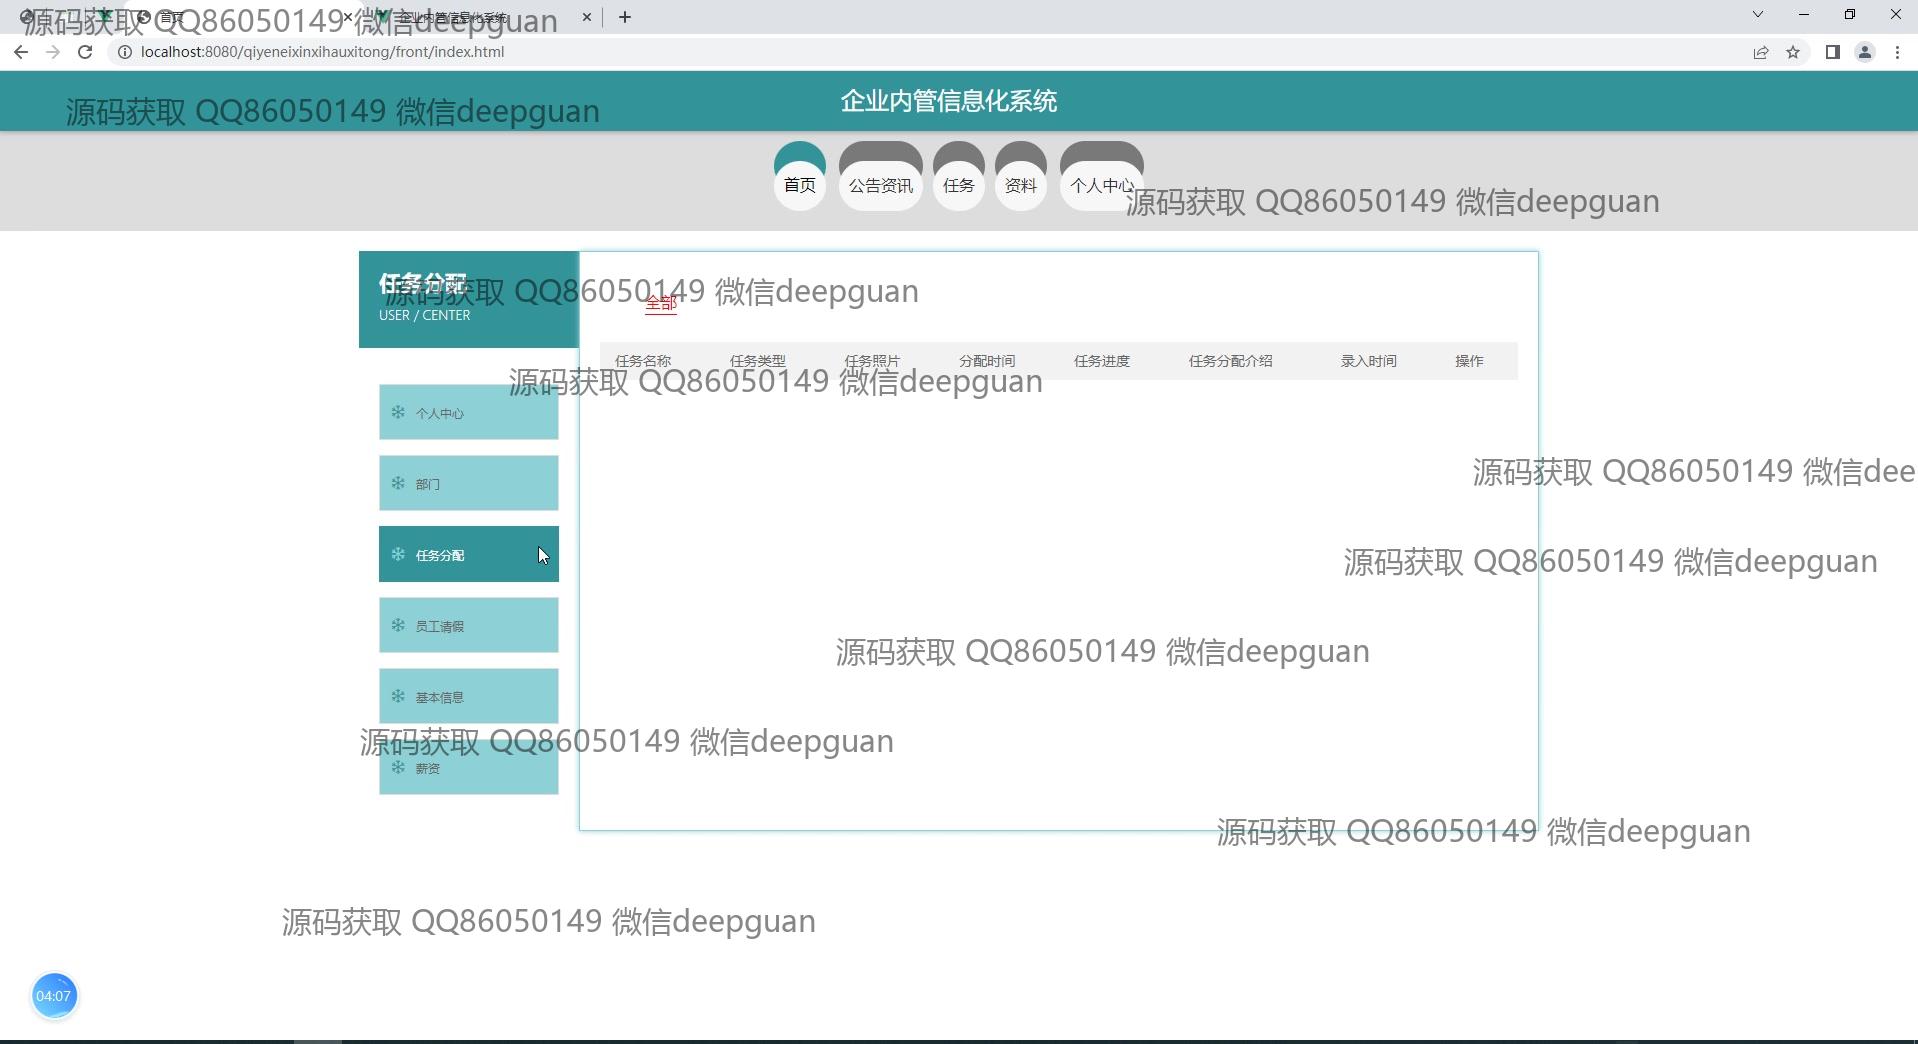 首页
企业内管信息化系统
源码获取 QQ86050149 微信deepguan
localhost:8080/qiyeneixinxihauxitong/front/index.html
企业内管信息化系统
源码获取 QQ86050149 微信deepguan
首页 公告资讯 任务 资料 个人中心
源码获取 QQ86050149 微信deepguan
任务分配
源码获取 QQ86050149 微信deepguan
全部
USER / CENTER
任务名称 任务类型 任务照片 分配时间 任务进度 任务分配介绍 录入时间 操作
源码获取 QQ86050149 微信deepguan
个人中心
源码获取 QQ86050149 微信dee
部门
任务分配
源码获取 QQ86050149 微信deepguan
员工请假
源码获取 QQ86050149 微信deepguan
基本信息
源码获取 QQ86050149 微信deepguan
薪资
源码获取 QQ86050149 微信deepguan
源码获取 QQ86050149 微信deepguan
04:07